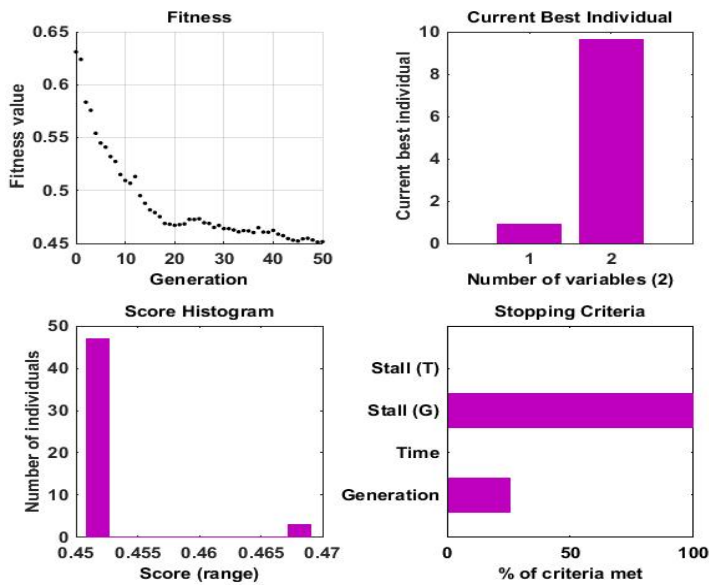 Fitness
0.65
0.6
0.55
0.5
0.45
Fitness value
0 10 20 30 40 50
Generation
Current Best Individual
10
8
6
4
2
0
Current best individual
1 2
Number of variables (2)
Score Histogram
50
40
30
20
10
0
Number of individuals
0.45 0.455 0.46 0.465 0.47
Score (range)
Stopping Criteria
Stall (T)
Stall (G)
Time
Generation
0 50 100
% of criteria met